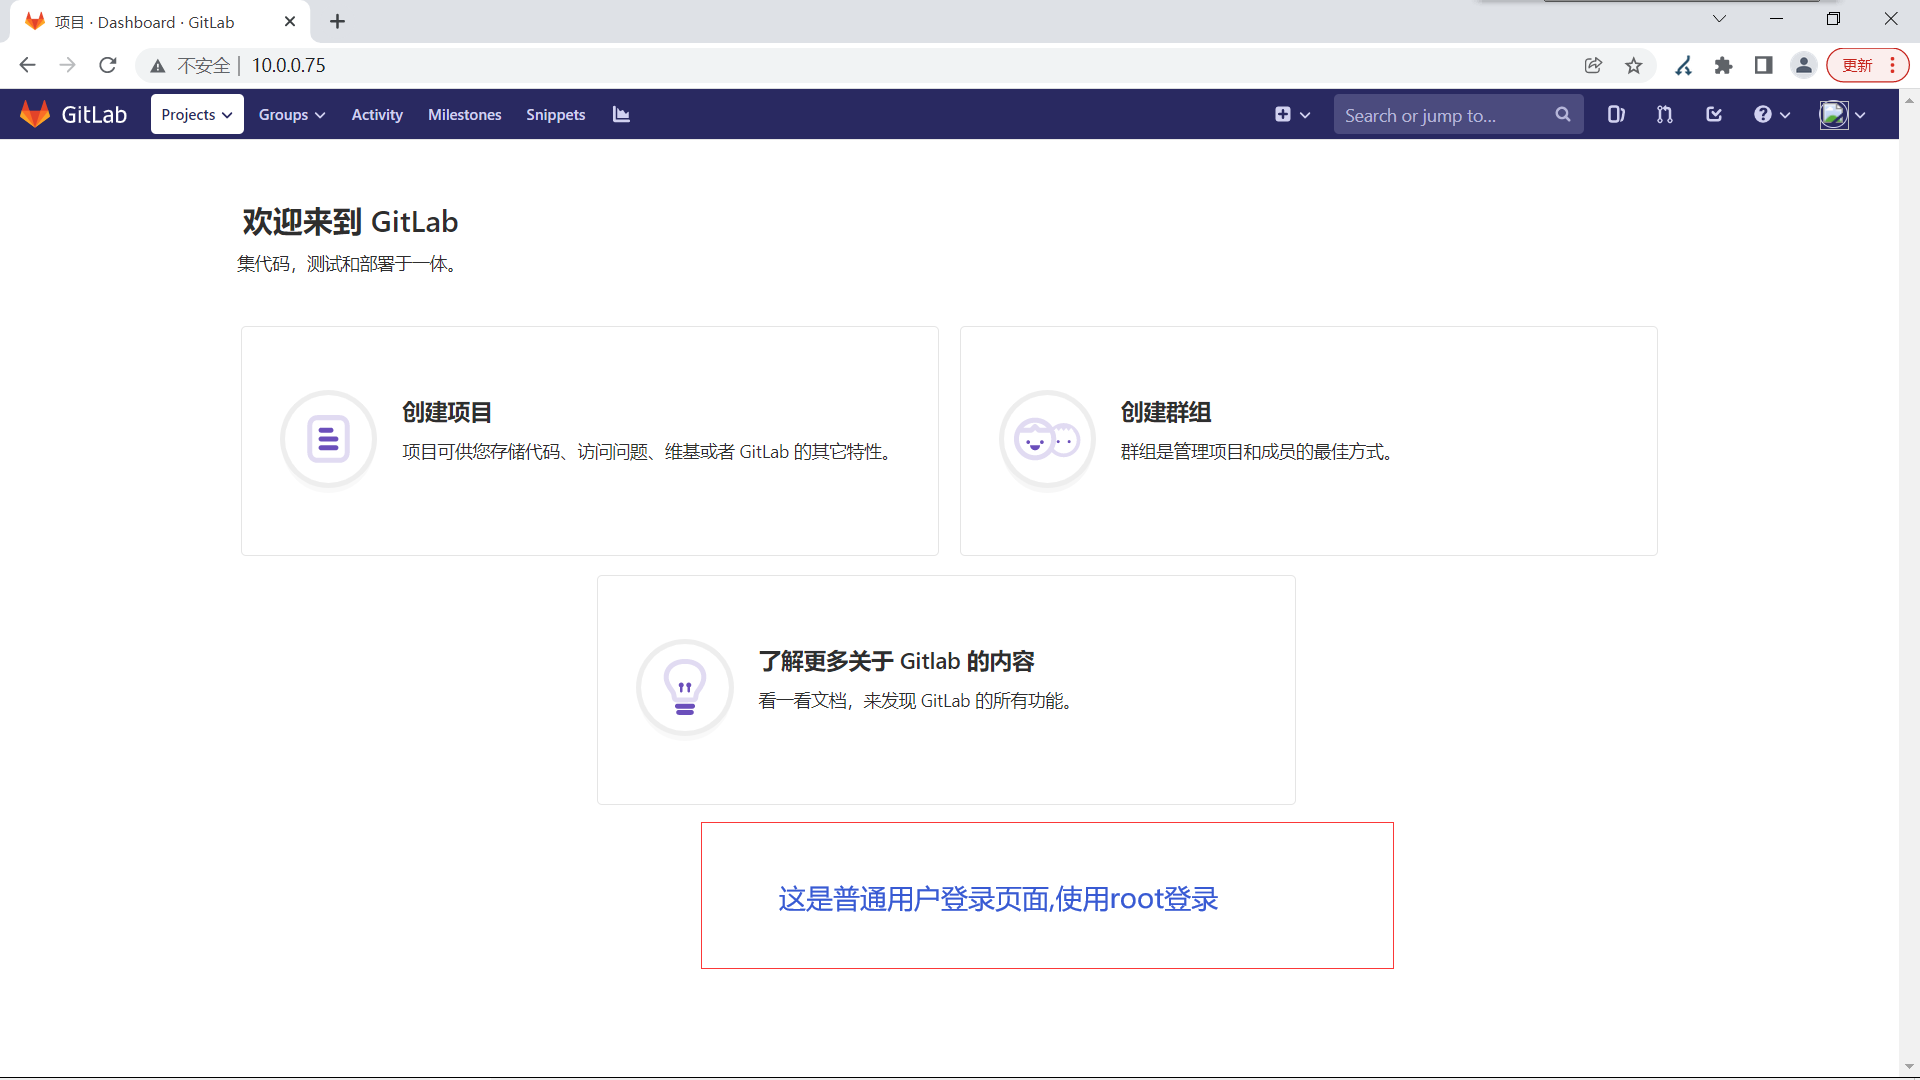 项目 · Dashboard · GitLab
不安全 10.0.0.75 更新
GitLab Projects Groups Activity Milestones Snippets Search or jump to...
欢迎来到 GitLab
集代码，测试和部署于一体。
创建项目
项目可供您存储代码、访问问题、维基或者 GitLab 的其它特性。
创建群组
群组是管理项目和成员的最佳方式。
了解更多关于 Gitlab 的内容
看一看文档，来发现 GitLab 的所有功能。
这是普通用户登录页面,使用root登录